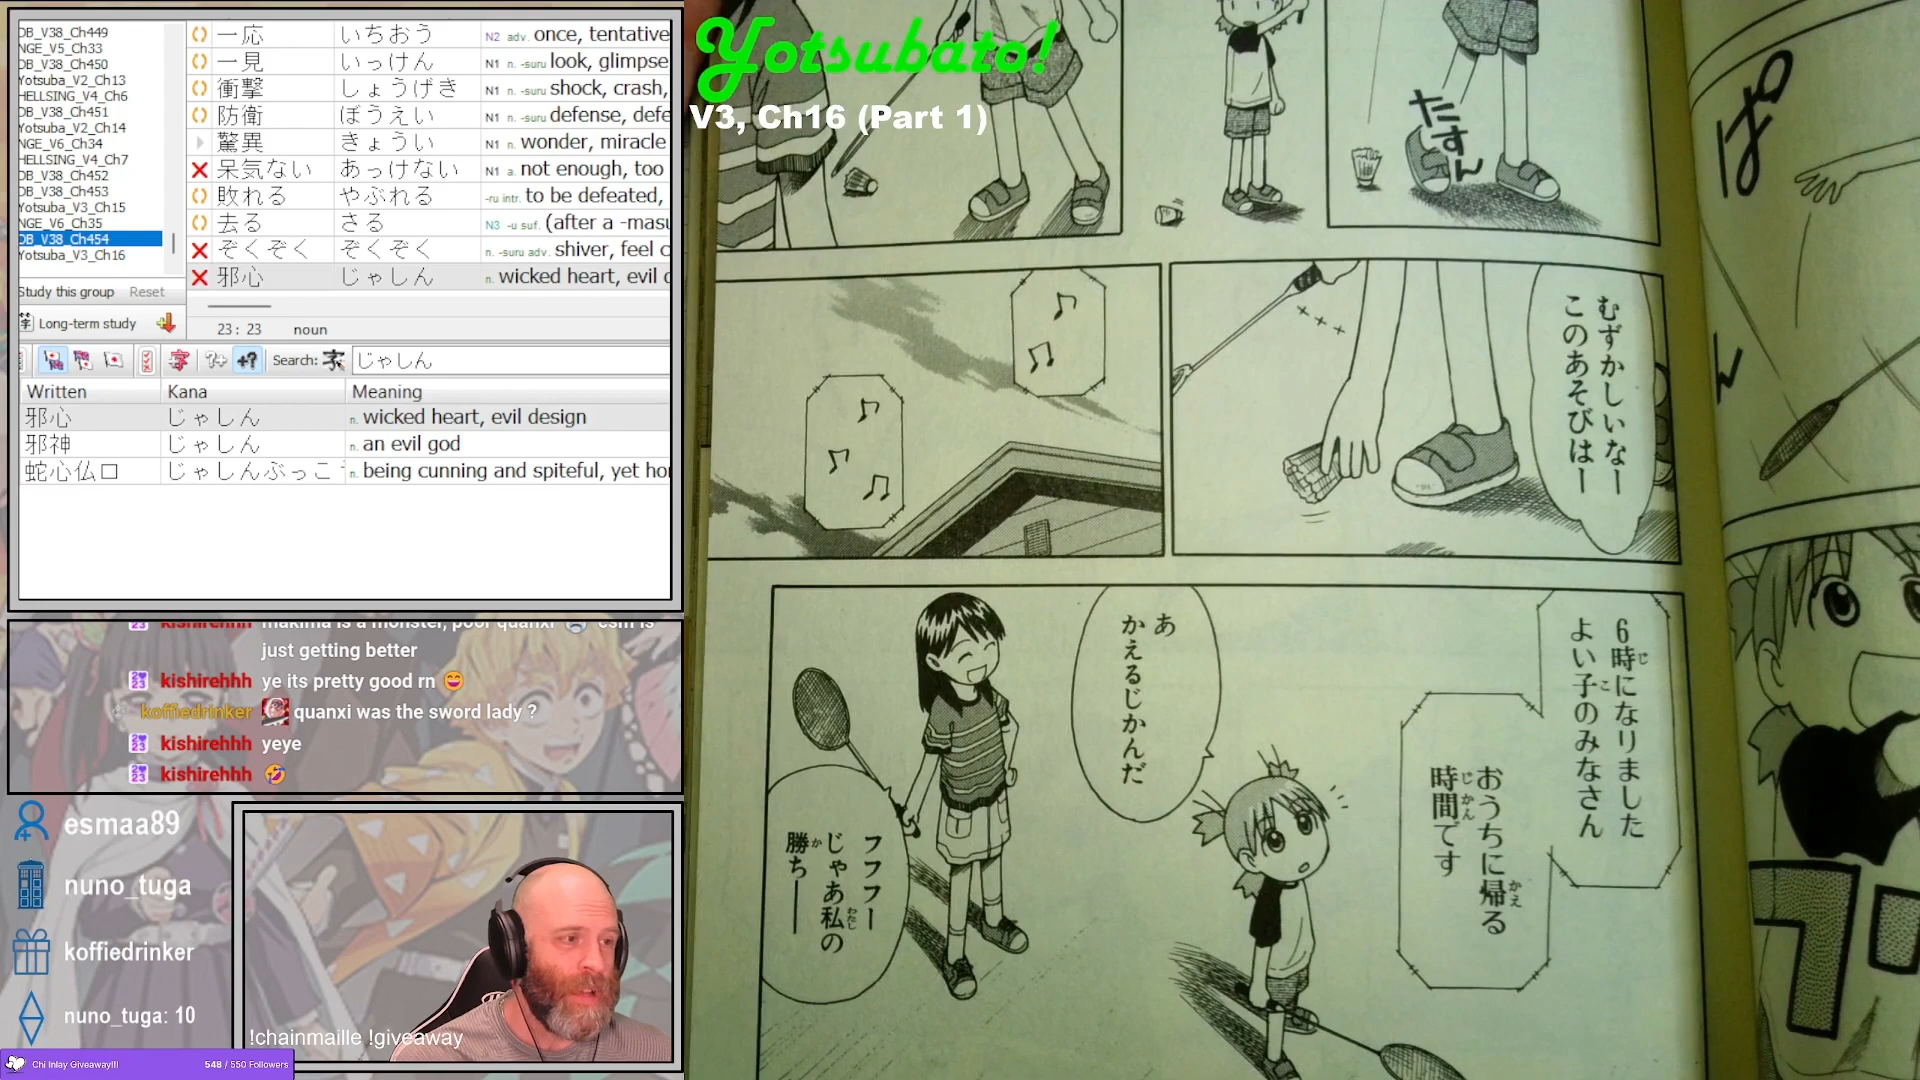 DB_V38_Ch449
NGE_V5_Ch33
DB_V38_Ch450
Yotsuba_V2_Ch13
HELLSING_V4_Ch6
DB_V38_Ch451
Yotsuba_V2_Ch14
NGE_V6_Ch34
HELLSING_V4_Ch7
DB_V38_Ch452
DB_V38_Ch453
Yotsuba_V3_Ch15
NGE_V6_Ch35
DB_V38_Ch454
Yotsuba_V3_Ch16
Study this group Reset
Long-term study
一応 いちおう N2 adv. once, tentative
一見 いっけん N1 n. -suru look, glimpse
衝撃 しょうげき N1 n. -suru shock, crash,
防衛 ぼうえい N1 n. -suru defense, defe
驚異 きょうい N1 n. wonder, miracle
呆気ない あっけない N1 a. not enough, too
敗れる やぶれる -ru intr. to be defeated,
去る さる N3 -u suf. (after a -masu
ぞくぞく ぞくぞく n. -suru adv. shiver, feel c
邪心 じゃしん n. wicked heart, evil d
23: 23 noun
Search: 字 じゃしん
Written Kana Meaning
邪心 じゃしん n. wicked heart, evil design
邪神 じゃしん n. an evil god
蛇心仏口 じゃしんぶっこ n. being cunning and spiteful, yet ho
kishirehhh makima is a monster, poor quanxi csm is
just getting better
kishirehhh ye its pretty good rn
koffiedrinker quanxi was the sword lady ?
kishirehhh yeye
kishirehhh
esmaa89
nuno_tuga
koffiedrinker
nuno_tuga: 10
!chainmaille !giveaway
Chi Inlay Giveaway!!! 548 / 550 Followers
Yotsubato!
V3, Ch16 (Part 1)
たすん
むずかしいなー
このあそびはー
6時になりました
よい子のみなさん
おうちに帰る
時間です
あ
かえるじかんだ
フフフー
じゃあ私の
勝ちー
ぱ